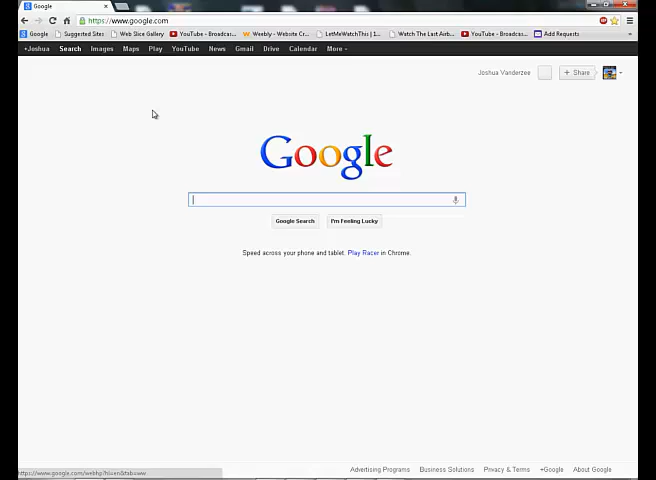 Google
https://www.google.com
Google Suggested Sites Web Slice Gallery YouTube - Broadcas... Weebly - Website Cr... LetMeWatchThis | 1... Watch The Last Airb... YouTube - Broadcas... Add Requests
+Joshua Search Images Maps Play YouTube News Gmail Drive Calendar More
Joshua Vanderzee + Share
Google
Google Search I'm Feeling Lucky
Speed across your phone and tablet. Play Racer in Chrome.
Advertising Programs Business Solutions Privacy & Terms +Google About Google